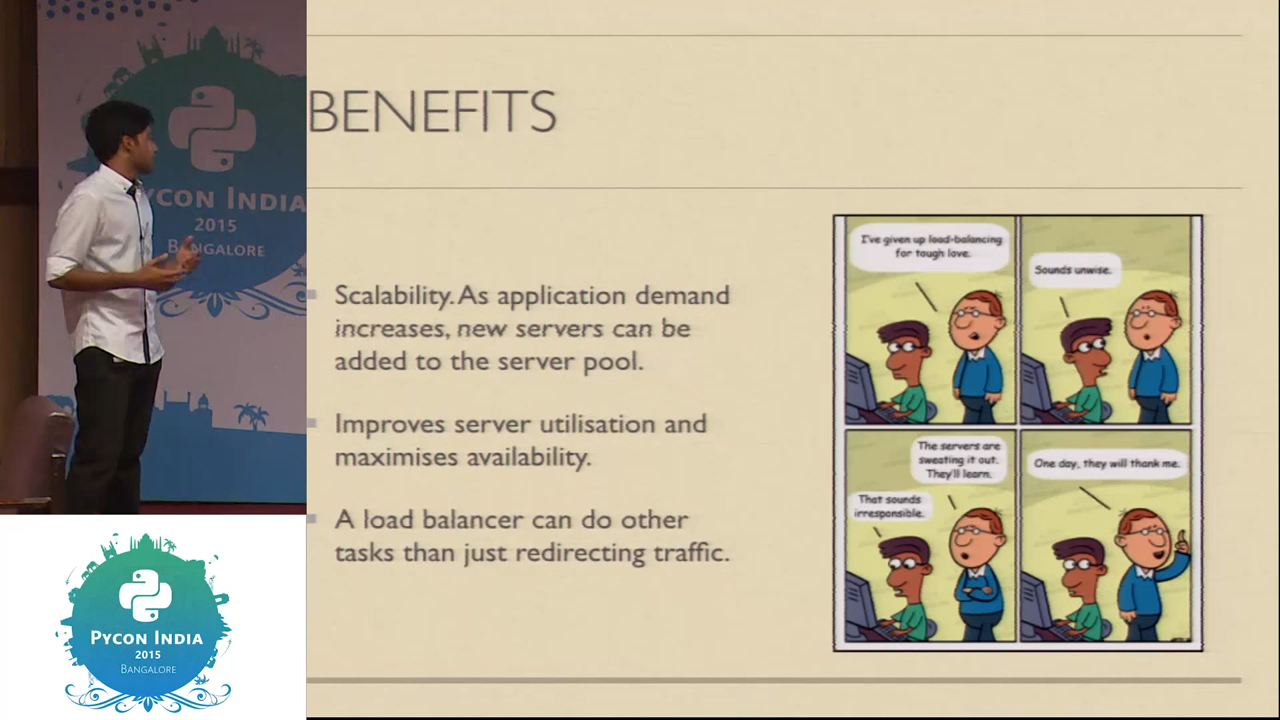 YCON INDIA
2015
BANGALORE
PYCON INDIA
2015
BANGALORE
BENEFITS
Scalability. As application demand
increases, new servers can be
added to the server pool.
Improves server utilisation and
maximises availability.
A load balancer can do other
tasks than just redirecting traffic.
I've given up load-balancing
for tough love.
Sounds unwise.
The servers are
sweating it out.
They'll learn.
That sounds
irresponsible.
One day, they will thank me.